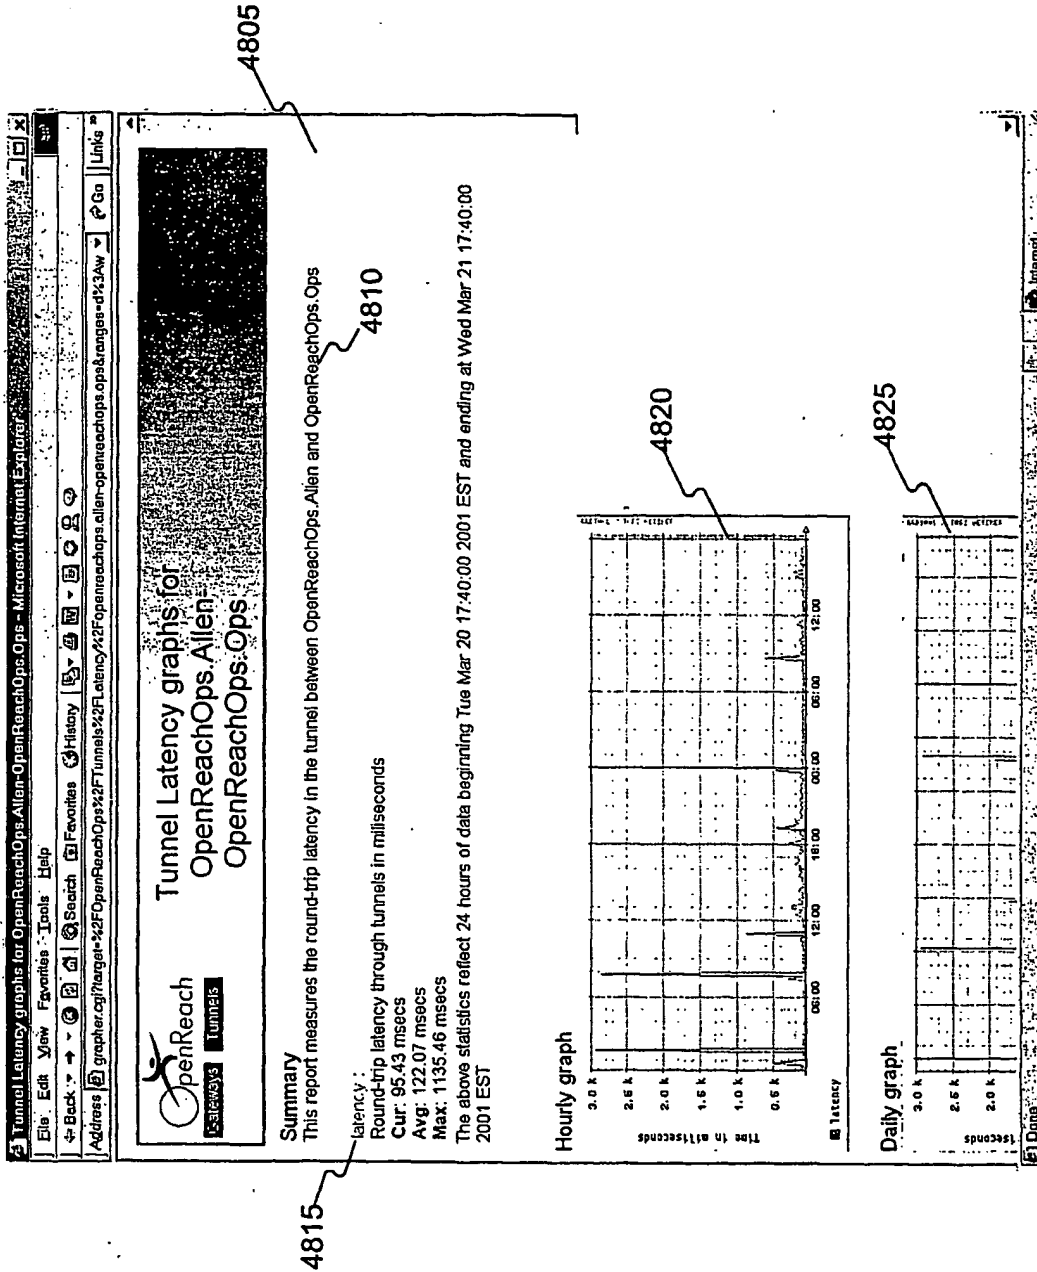 Tunnel Latency graphs for OpenReachOps.Allen-OpenReachOps.Ops - Microsoft Internet Explorer
File Edit View Favorites Tools Help
Back Search Favorites History
Address grapher.cgi?target=%2FOpenReachOps%2FTunnels%2FLatency%2Fopenreachops.allen-openreachops.ops&ranges=d%3Aw Go Links »
OpenReach
Gateways Tunnels
Tunnel Latency graphs for
OpenReachOps.Allen-
OpenReachOps.Ops
4805
Summary
This report measures the round-trip latency in the tunnel between OpenReachOps.Allen and OpenReachOps.Ops
4810
4815
latency :
Round-trip latency through tunnels in miliseconds
Cur: 95.43 msecs
Avg: 122.07 msecs
Max: 1135.46 msecs
The above statistics reflect 24 hours of data beginning Tue Mar 20 17:40:00 2001 EST and ending at Wed Mar 21 17:40:00
2001 EST
Hourly graph
4820
Time in miliseconds
3.0 k
2.5 k
2.0 k
1.5 k
1.0 k
0.5 k
06:00 12:00 18:00 00:00 06:00 12:00
latency
Daily graph
4825
3.0 k
2.5 k
2.0 k
iseconds
Done Internet